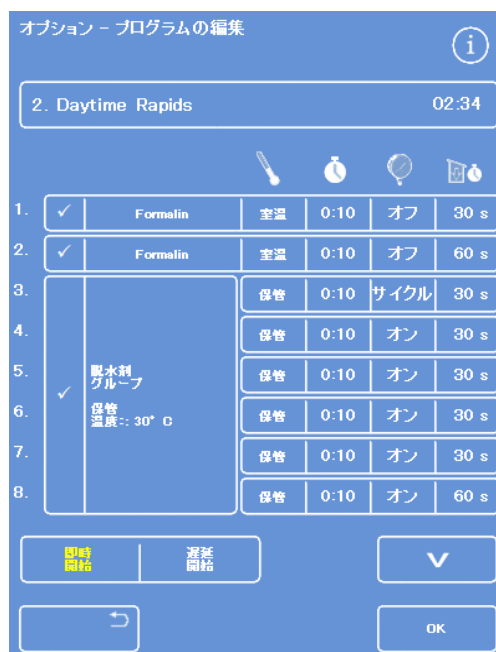 オプション - プログラムの編集
i
2. Daytime Rapids 02:34
1. ✓ Formalin 室温 0:10 オフ 30 s
2. ✓ Formalin 室温 0:10 オフ 60 s
3. 保管 0:10 サイクル 30 s
4. 保管 0:10 オン 30 s
5. 保管 0:10 オン 30 s
✓ 脱水剤
グループ
保管
温度:: 30° C
6. 保管 0:10 オン 30 s
7. 保管 0:10 オン 30 s
8. 保管 0:10 オン 60 s
即時
開始
遅延
開始
OK